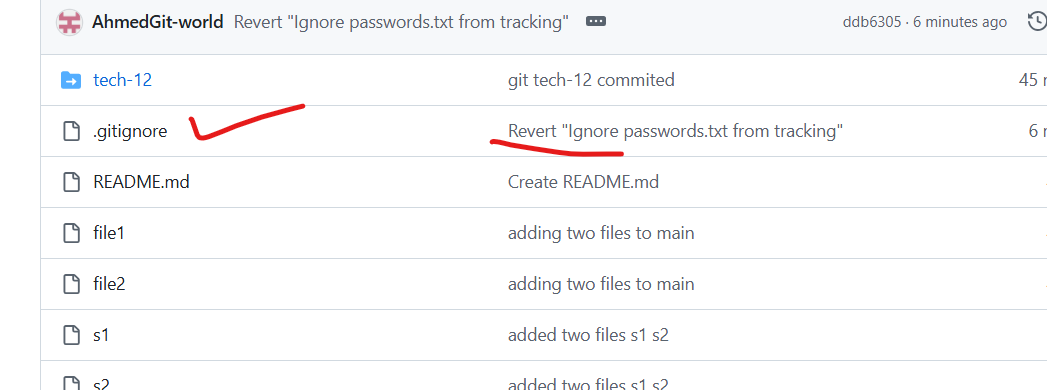 AhmedGit-world Revert "Ignore passwords.txt from tracking" ddb6305 · 6 minutes ago
tech-12 git tech-12 commited 45
.gitignore Revert "Ignore passwords.txt from tracking" 6
README.md Create README.md
file1 adding two files to main
file2 adding two files to main
s1 added two files s1 s2
s2 added two files s1 s2